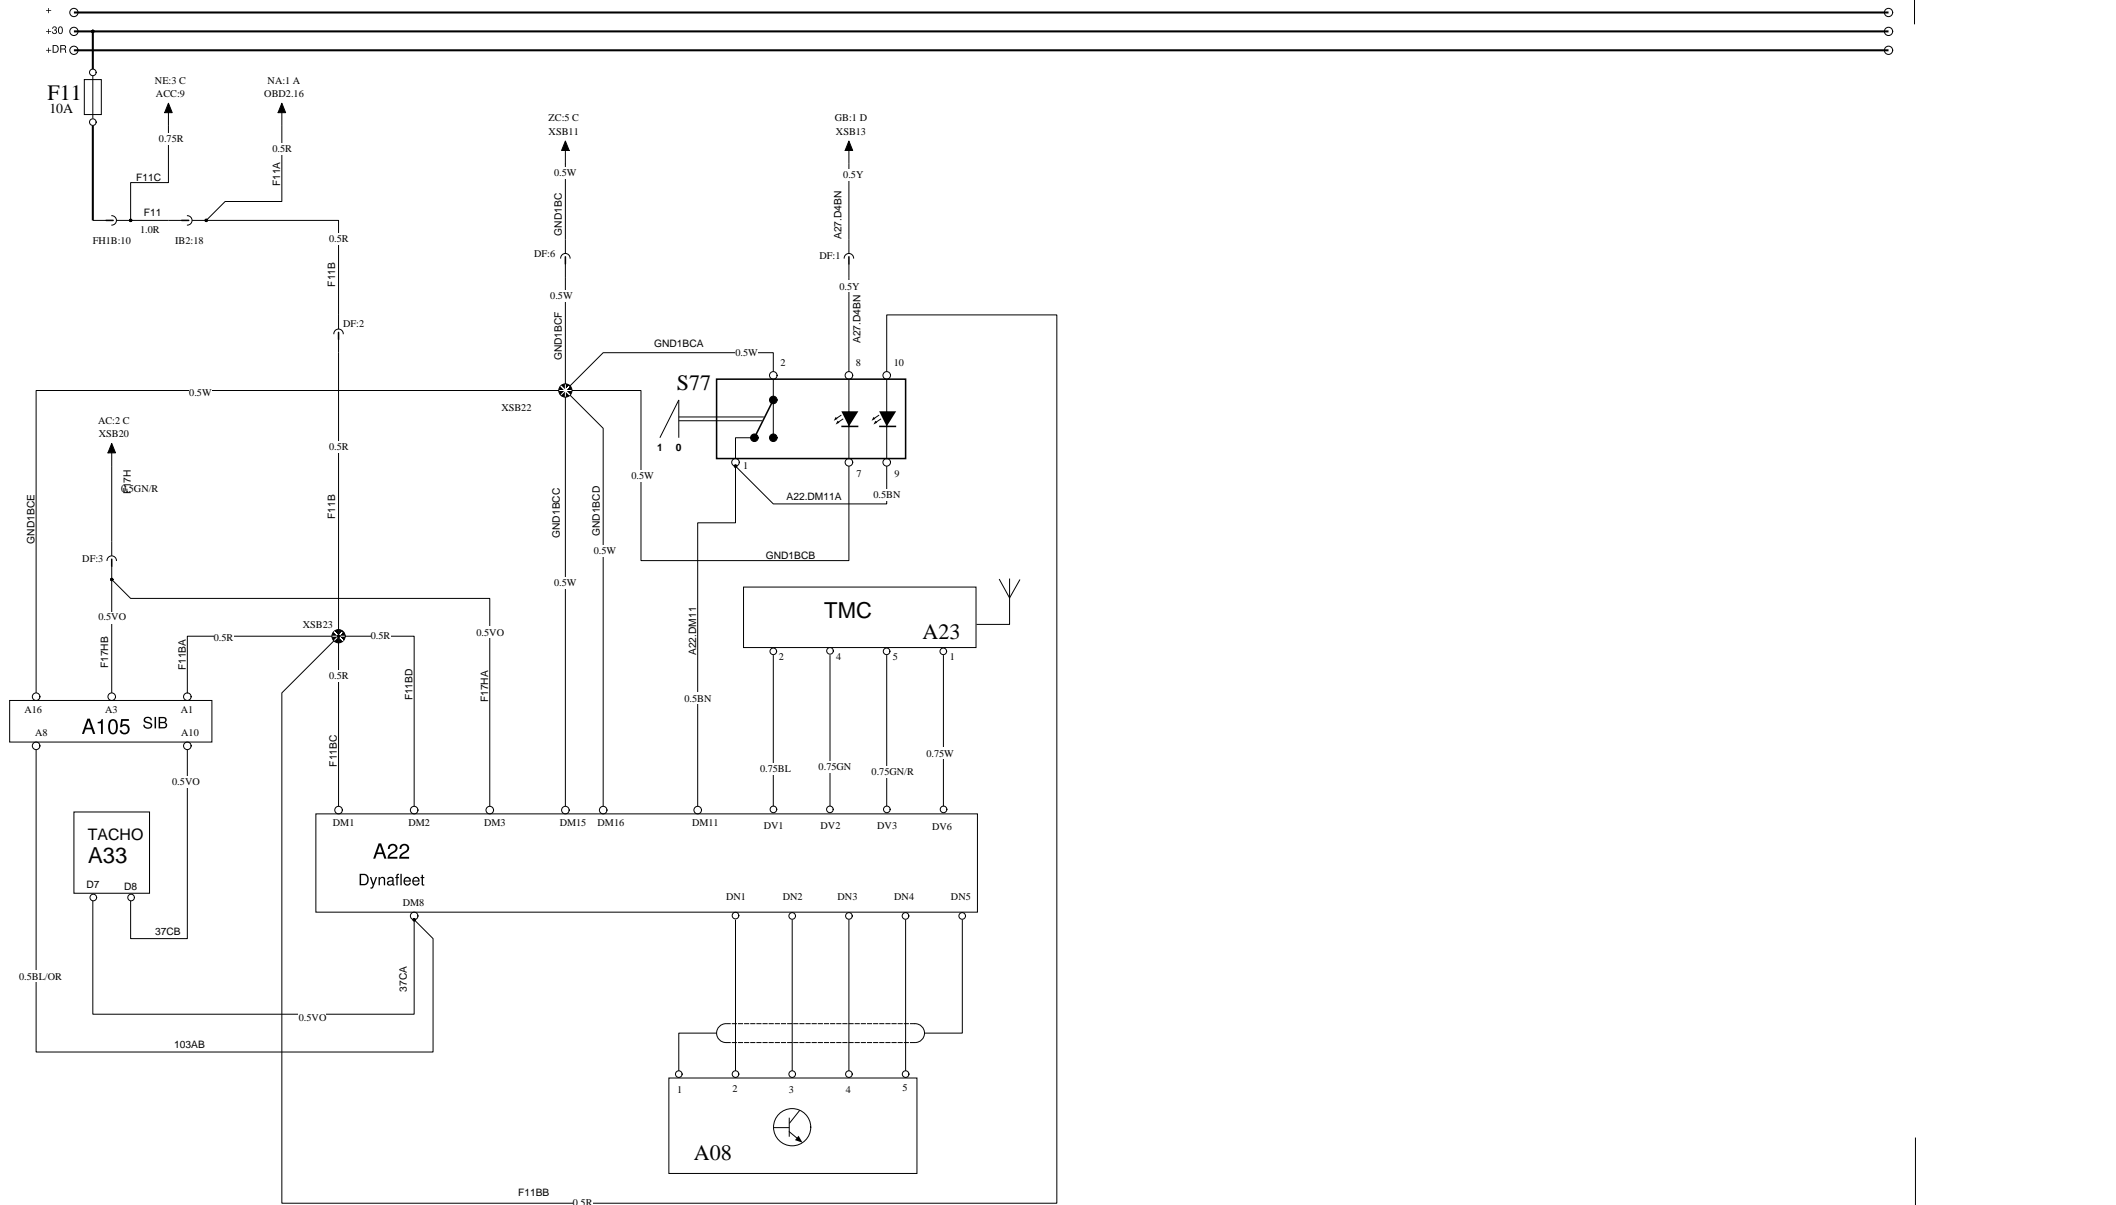 +
+30
+DR
F11
10A
NE:3 C
ACC:9
NA:1 A
OBD2.16
0.75R
0.5R
F11A
F11C
F11
1.0R
FH1B:10
IB2:18
0.5R
F11B
DF:2
ZC:5 C
XSB11
0.5W
GND1BC
DF:6
0.5W
GND1BCF
GB:1 D
XSB13
0.5Y
A27.D4BN
DF:1
0.5Y
A27.D4BN
GND1BCA
0.5W
2
8
10
S77
1 0
1
7
9
0.5W
XSB22
AC:2 C
XSB20
F17H
0.5GN/R
GND1BCE
0.5R
F11B
0.5W
GND1BCC
GND1BCD
0.5W
0.5W
A22.DM11A
0.5BN
GND1BCB
DF:3
0.5VO
F17HB
F11BA
0.5R
XSB23
0.5R
0.5R
F11BD
0.5VO
F17HA
F11BC
A22.DM11
0.5BN
TMC
A23
2
4
5
1
0.75BL
0.75GN
0.75GN/R
0.75W
A16
A3
A1
A105
SIB
A8
A10
0.5VO
TACHO
A33
D7
D8
37CB
DM1
DM2
DM3
DM15
DM16
DM11
DV1
DV2
DV3
DV6
A22
Dynafleet
DM8
DN1
DN2
DN3
DN4
DN5
0.5BL/OR
37CA
0.5VO
103AB
1
2
3
4
5
A08
F11BB
0.5R